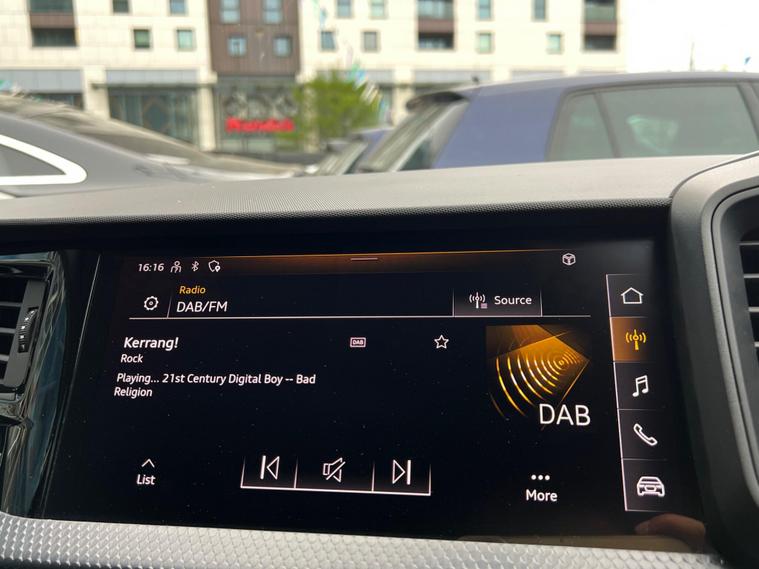 Nando's
16:16
Radio
DAB/FM
Source
Kerrang!
DAB
Rock
Playing... 21st Century Digital Boy -- Bad
Religion
DAB
List
More